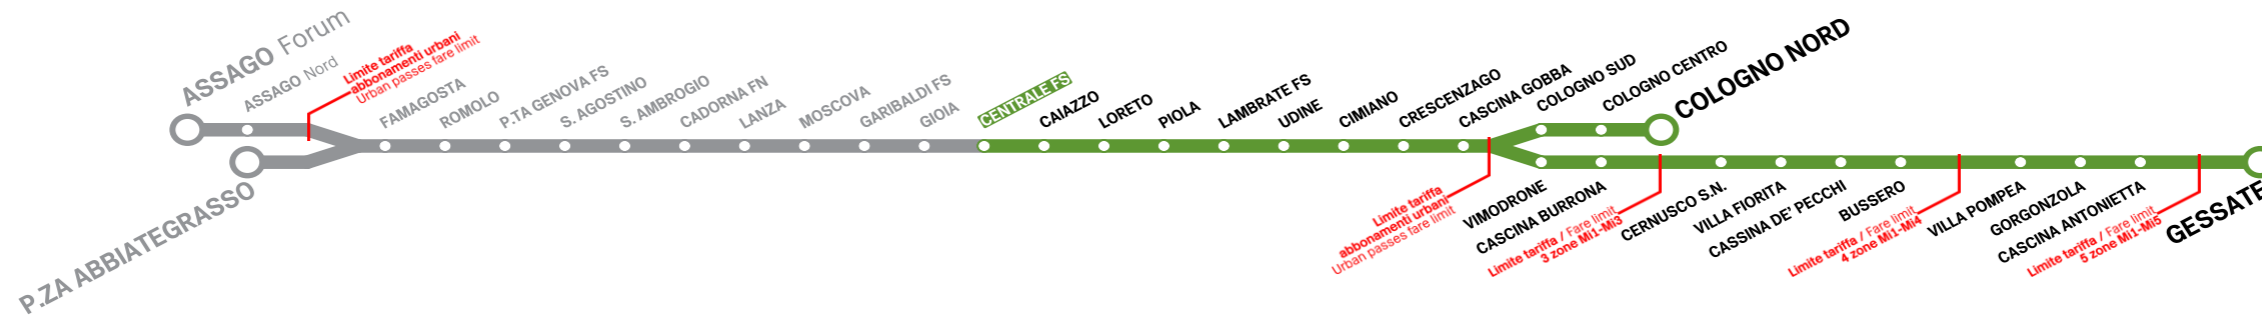 ASSAGO Forum
ASSAGO Nord
Limite tariffa
abbonamenti urbani
Urban passes fare limit
P.ZA ABBIATEGRASSO
FAMAGOSTA
ROMOLO
P.TA GENOVA FS
S. AGOSTINO
S. AMBROGIO
CADORNA FN
LANZA
MOSCOVA
GARIBALDI FS
GIOIA
CENTRALE FS
CAIAZZO
LORETO
PIOLA
LAMBRATE FS
UDINE
CIMIANO
CRESCENZAGO
CASCINA GOBBA
COLOGNO SUD
COLOGNO CENTRO
COLOGNO NORD
Limite tariffa
abbonamenti urbani
Urban passes fare limit
VIMODRONE
CASCINA BURRONA
Limite tariffa / Fare limit
3 zone Mi1-Mi3
CERNUSCO S.N.
VILLA FIORITA
CASSINA DE' PECCHI
BUSSERO
Limite tariffa / Fare limit
4 zone Mi1-Mi4
VILLA POMPEA
GORGONZOLA
CASCINA ANTONIETTA
Limite tariffa / Fare limit
5 zone Mi1-Mi5
GESSATE